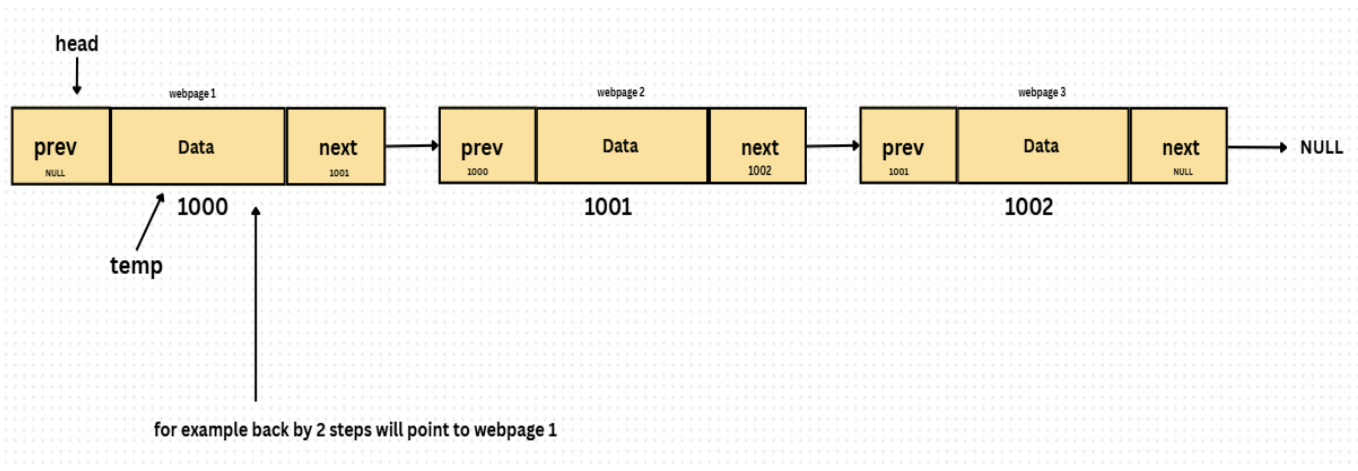 head
webpage 1
webpage 2
webpage 3
prev
NULL
Data
next
1001
prev
1000
Data
next
1002
prev
1001
Data
next
NULL
NULL
1000
1001
1002
temp
for example back by 2 steps will point to webpage 1